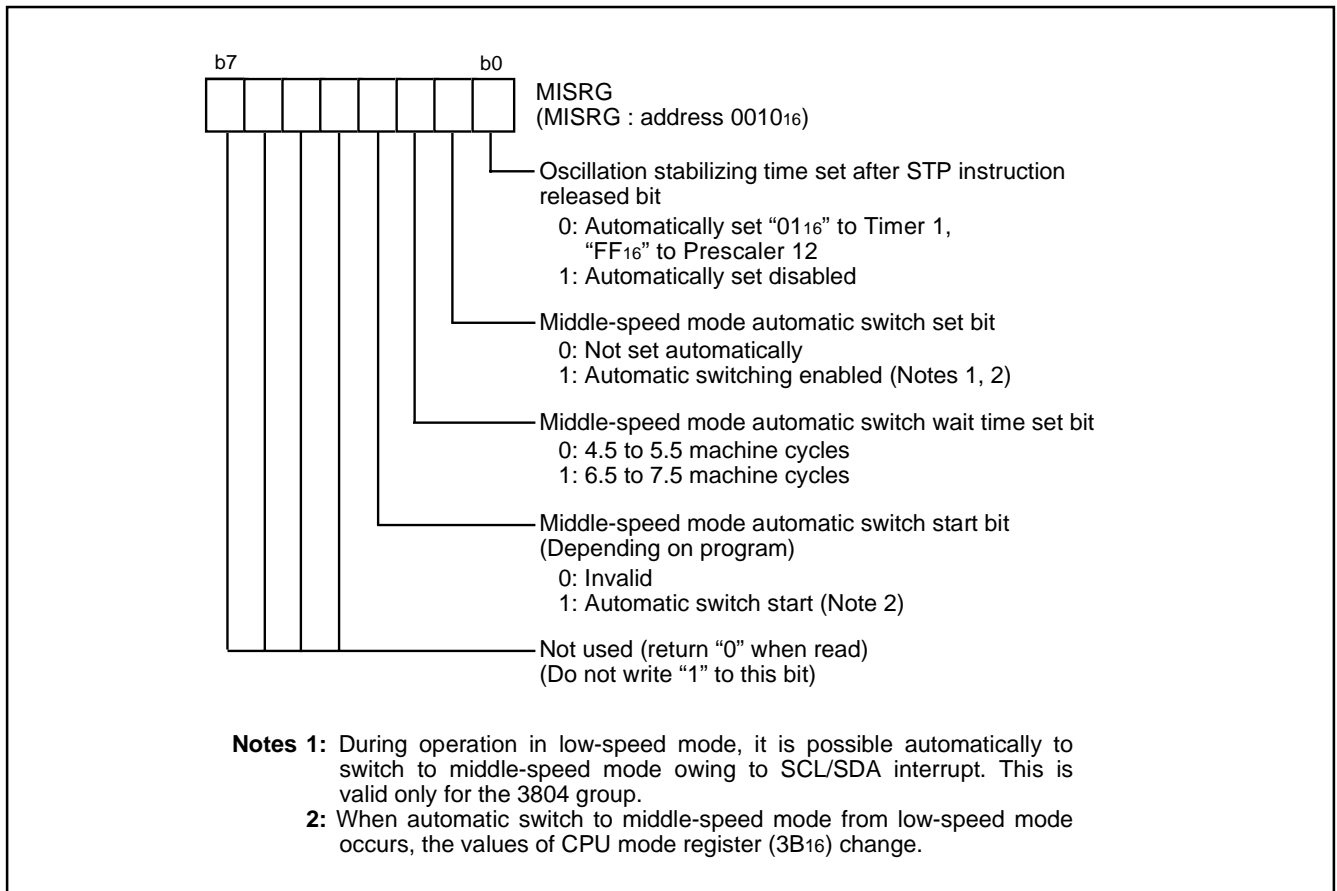 b7 b0
MISRG
(MISRG : address 001016)
Oscillation stabilizing time set after STP instruction
released bit
0: Automatically set “0116” to Timer 1,
“FF16” to Prescaler 12
1: Automatically set disabled
Middle-speed mode automatic switch set bit
0: Not set automatically
1: Automatic switching enabled (Notes 1, 2)
Middle-speed mode automatic switch wait time set bit
0: 4.5 to 5.5 machine cycles
1: 6.5 to 7.5 machine cycles
Middle-speed mode automatic switch start bit
(Depending on program)
0: Invalid
1: Automatic switch start (Note 2)
Not used (return “0” when read)
(Do not write “1” to this bit)
Notes 1: During operation in low-speed mode, it is possible automatically to
switch to middle-speed mode owing to SCL/SDA interrupt. This is
valid only for the 3804 group.
2: When automatic switch to middle-speed mode from low-speed mode
occurs, the values of CPU mode register (3B16) change.